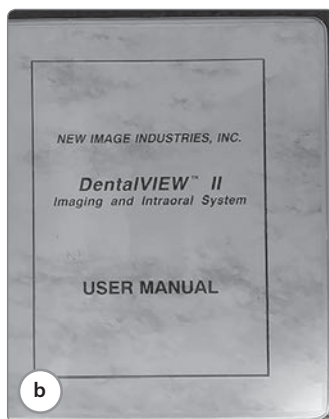 NEW IMAGE INDUSTRIES, INC.
DentalVIEW™ II
Imaging and Intraoral System
USER MANUAL
b